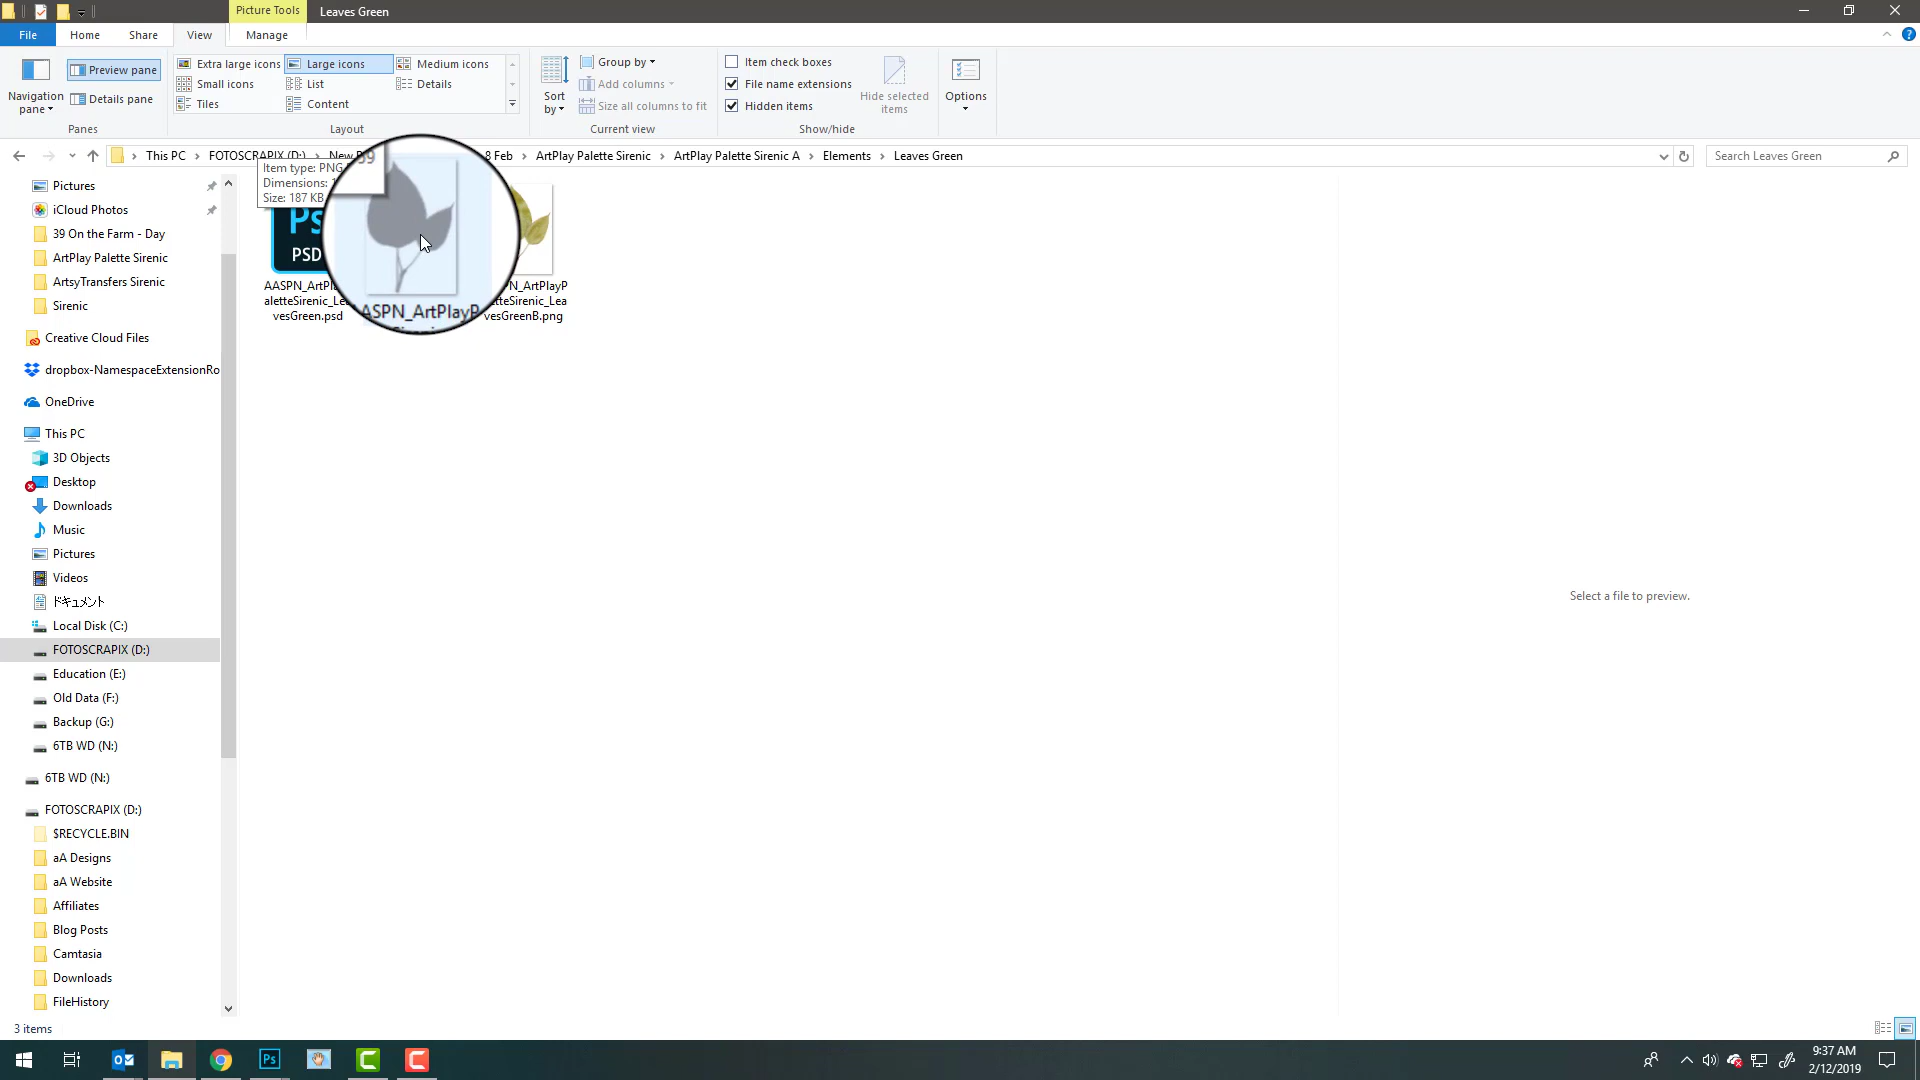 Picture Tools
Leaves Green
File
Home
Share
View
Manage
Navigation pane
Preview pane
Details pane
Panes
Extra large icons
Large icons
Medium icons
Small icons
List
Details
Tiles
Content
Layout
Sort by
Group by
Add columns
Size all columns to fit
Current view
Item check boxes
File name extensions
Hidden items
Hide selected items
Show/hide
Options
This PC
FOTOSCRAPIX (D:)
8 Feb
ArtPlay Palette Sirenic
ArtPlay Palette Sirenic A
Elements
Leaves Green
Search Leaves Green
Item type: PNG
Dimensions:
Size: 187 KB
Pictures
iCloud Photos
39 On the Farm - Day
ArtPlay Palette Sirenic
ArtsyTransfers Sirenic
Sirenic
Creative Cloud Files
dropbox-NamespaceExtensionRo
OneDrive
This PC
3D Objects
Desktop
Downloads
Music
Pictures
Videos
ドキュメント
Local Disk (C:)
FOTOSCRAPIX (D:)
Education (E:)
Old Data (F:)
Backup (G:)
6TB WD (N:)
6TB WD (N:)
FOTOSCRAPIX (D:)
$RECYCLE.BIN
aA Designs
aA Website
Affiliates
Blog Posts
Camtasia
Downloads
FileHistory
Ps
PSD
AASPN_ArtPl
aletteSirenic_Le
vesGreen.psd
ASPN_ArtPlayP
N_ArtPlayP
tteSirenic_Lea
vesGreenB.png
Select a file to preview.
3 items
Ps
9:37 AM
2/12/2019